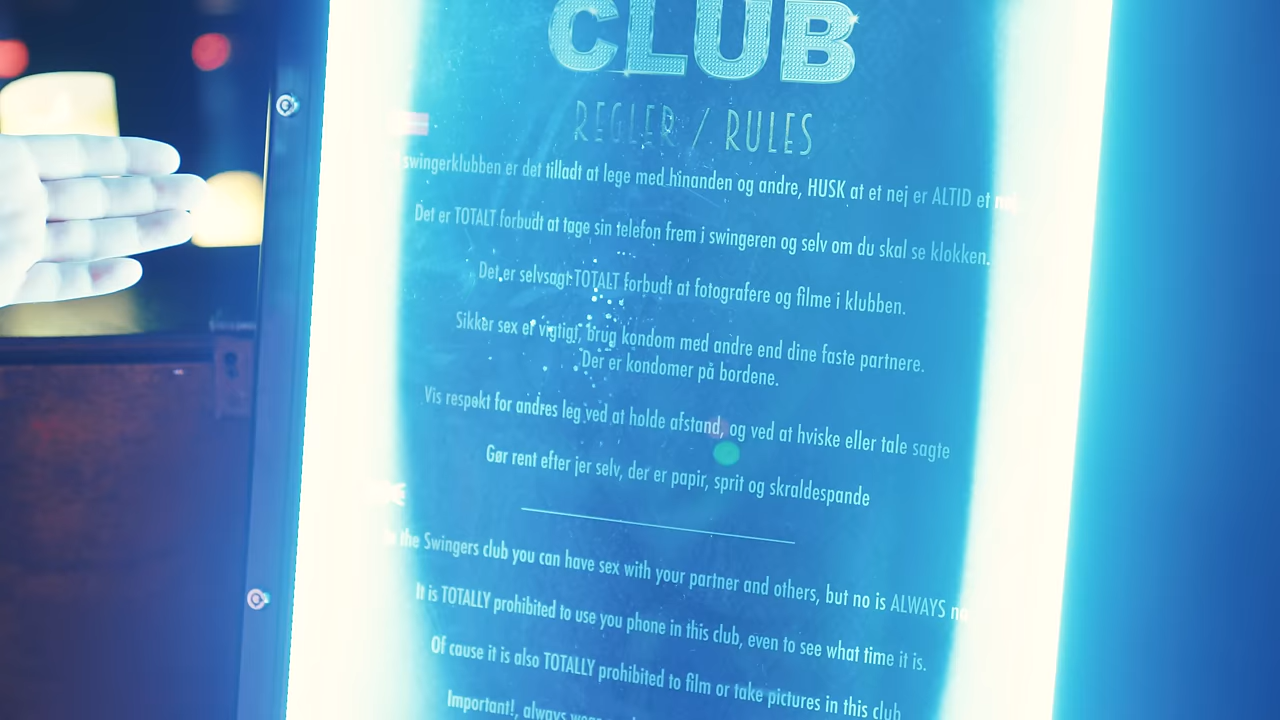 CLUB
REGLER / RULES
swingerklubben er det tilladt at lege med hinanden og andre, HUSK at et nej er ALTID et nej
Det er TOTALT forbudt at tage sin telefon frem i swingeren og selv om du skal se klokken.
Det er selvsagt TOTALT forbudt at fotografere og filme i klubben.
Sikker sex er vigtigt, brug kondom med andre end dine faste partnere.
Der er kondomer på bordene.
Vis respekt for andres leg ved at holde afstand, og ved at hviske eller tale sagte
Gør rent efter jer selv, der er papir, sprit og skraldespande
In the Swingers club you can have sex with your partner and others, but no is ALWAYS no
It is TOTALLY prohibited to use you phone in this club, even to see what time it is.
Of cause it is also TOTALLY prohibited to film or take pictures in this club
Important!, always